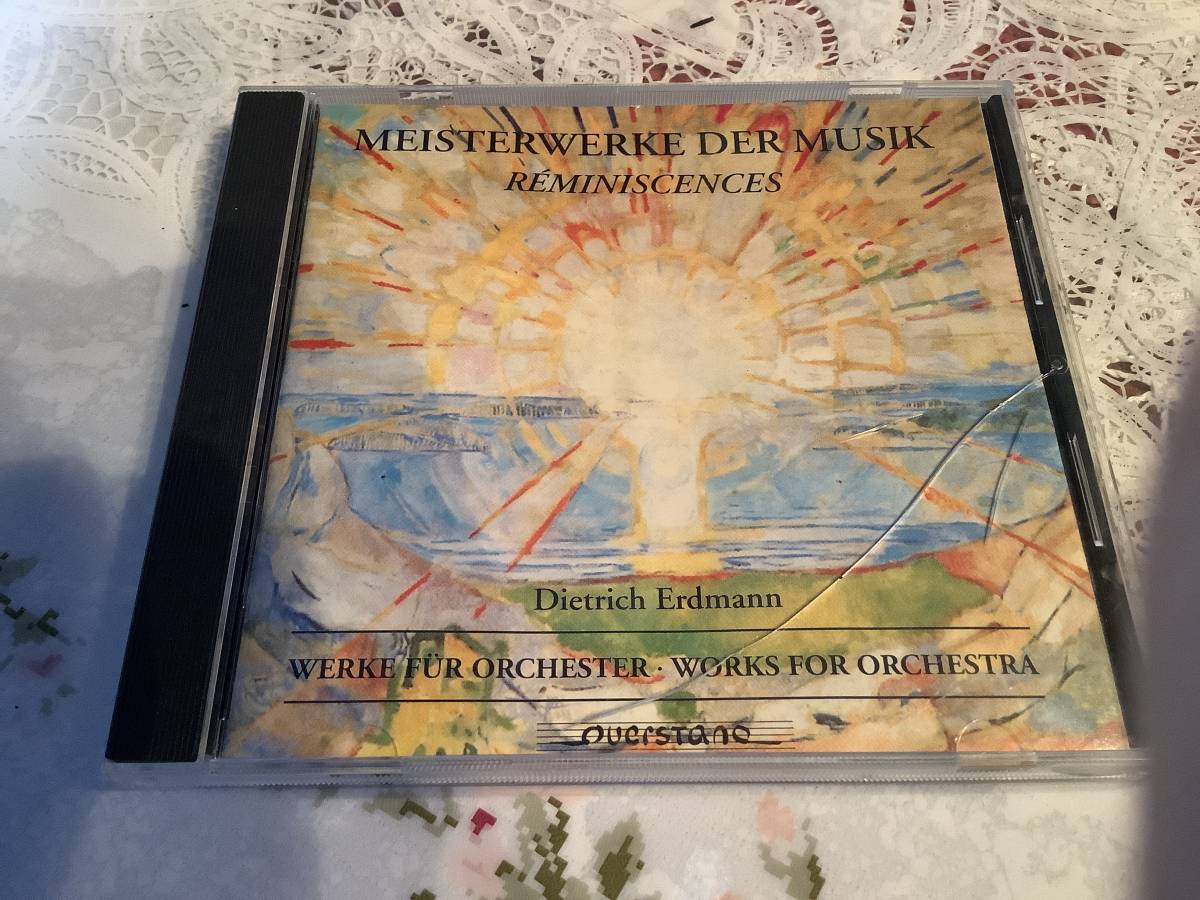 MEISTERWERKE DER MUSIK
RÉMINISCENCES
Dietrich Erdmann
WERKE FÜR ORCHESTER · WORKS FOR ORCHESTRA
querstand